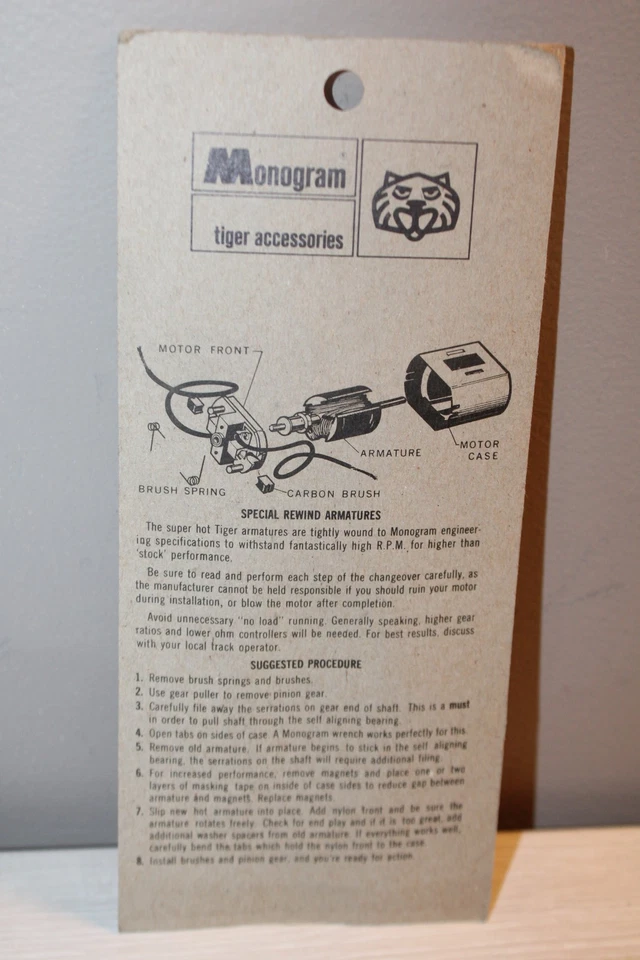 Monogram
tiger accessories
MOTOR FRONT
ARMATURE
MOTOR
CASE
BRUSH SPRING
CARBON BRUSH
SPECIAL REWIND ARMATURES
The super hot Tiger armatures are tightly wound to Monogram engineer-
ing specifications to withstand fantastically high R.P.M. for higher than
'stock' performance.
Be sure to read and perform each step of the changeover carefully, as
the manufacturer cannot be held responsible if you should ruin your motor
during installation, or blow the motor after completion.
Avoid unnecessary "no load" running. Generally speaking, higher gear
ratios and lower ohm controllers will be needed. For best results, discuss
with your local track operator.
SUGGESTED PROCEDURE
1. Remove brush springs and brushes.
2. Use gear puller to remove pinion gear.
3. Carefully file away the serrations on gear end of shaft. This is a must
in order to pull shaft through the self aligning bearing.
4. Open tabs on sides of case. A Monogram wrench works perfectly for this.
5. Remove old armature. If armature begins to stick in the self aligning
bearing, the serrations on the shaft will require additional filing.
6. For increased performance, remove magnets and place one or two
layers of masking tape on inside of case sides to reduce gap between
armature and magnets. Replace magnets.
7. Slip new hot armature into place. Add nylon front and be sure the
armature rotates freely. Check for end play and if it is too great, add
additional washer spacers from old armature. If everything works well,
carefully bend the tabs which hold the nylon front to the case.
8. Install brushes and pinion gear, and you're ready for action.